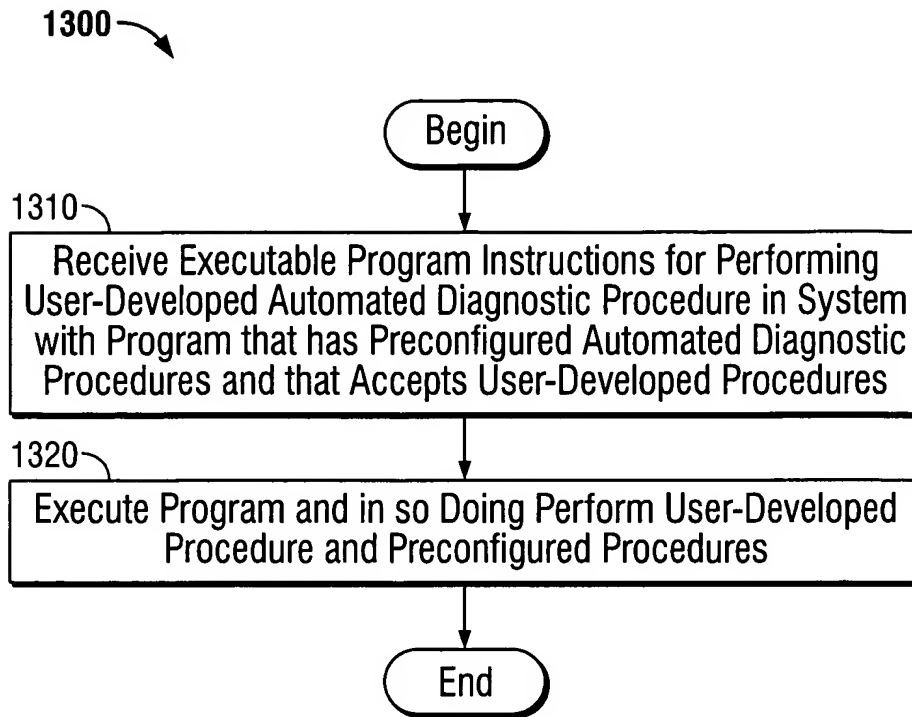 1300
Begin
1310
Receive Executable Program Instructions for Performing
User-Developed Automated Diagnostic Procedure in System
with Program that has Preconfigured Automated Diagnostic
Procedures and that Accepts User-Developed Procedures
1320
Execute Program and in so Doing Perform User-Developed
Procedure and Preconfigured Procedures
End